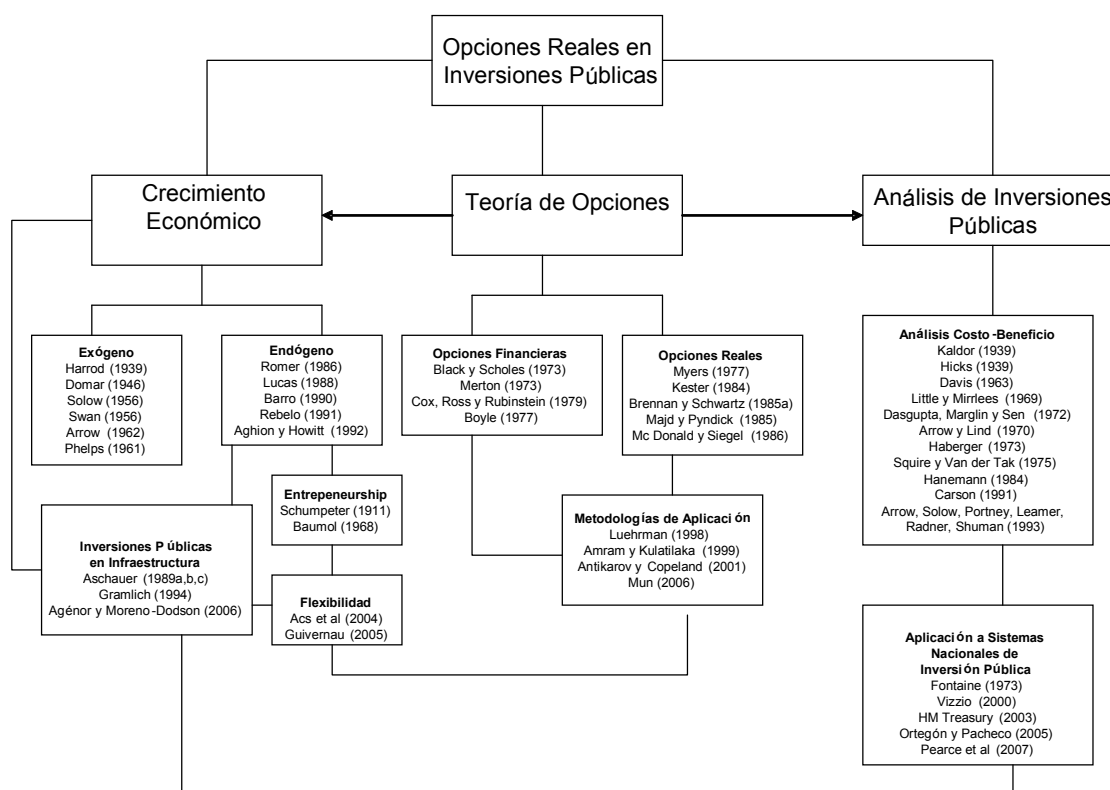 Opciones Reales en
Inversiones Públicas
Crecimiento
Económico
Teoría de Opciones
Análisis de Inversiones
Públicas
Exógeno
Harrod (1939)
Domar (1946)
Solow (1956)
Swan (1956)
Arrow (1962)
Phelps (1961)
Endógeno
Romer (1986)
Lucas (1988)
Barro (1990)
Rebelo (1991)
Aghion y Howitt (1992)
Opciones Financieras
Black y Scholes (1973)
Merton (1973)
Cox, Ross y Rubinstein (1979)
Boyle (1977)
Opciones Reales
Myers (1977)
Kester (1984)
Brennan y Schwartz (1985a)
Majd y Pyndick (1985)
Mc Donald y Siegel (1986)
Análisis Costo-Beneficio
Kaldor (1939)
Hicks (1939)
Davis (1963)
Little y Mirrlees (1969)
Dasgupta, Marglin y Sen (1972)
Arrow y Lind (1970)
Haberger (1973)
Squire y Van der Tak (1975)
Hanemann (1984)
Carson (1991)
Arrow, Solow, Portney, Leamer,
Radner, Shuman (1993)
Entrepeneurship
Schumpeter (1911)
Baumol (1968)
Inversiones Públicas
en Infraestructura
Aschauer (1989a,b,c)
Gramlich (1994)
Agénor y Moreno-Dodson (2006)
Flexibilidad
Acs et al (2004)
Guivernau (2005)
Metodologías de Aplicación
Luehrman (1998)
Amram y Kulatilaka (1999)
Antikarov y Copeland (2001)
Mun (2006)
Aplicación a Sistemas
Nacionales de
Inversión Pública
Fontaine (1973)
Vizzio (2000)
HM Treasury (2003)
Ortegón y Pacheco (2005)
Pearce et al (2007)